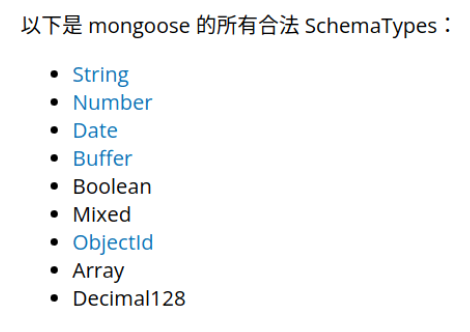 以下是 mongoose 的所有合法 SchemaTypes：
• String
• Number
• Date
• Buffer
• Boolean
• Mixed
• ObjectId
• Array
• Decimal128